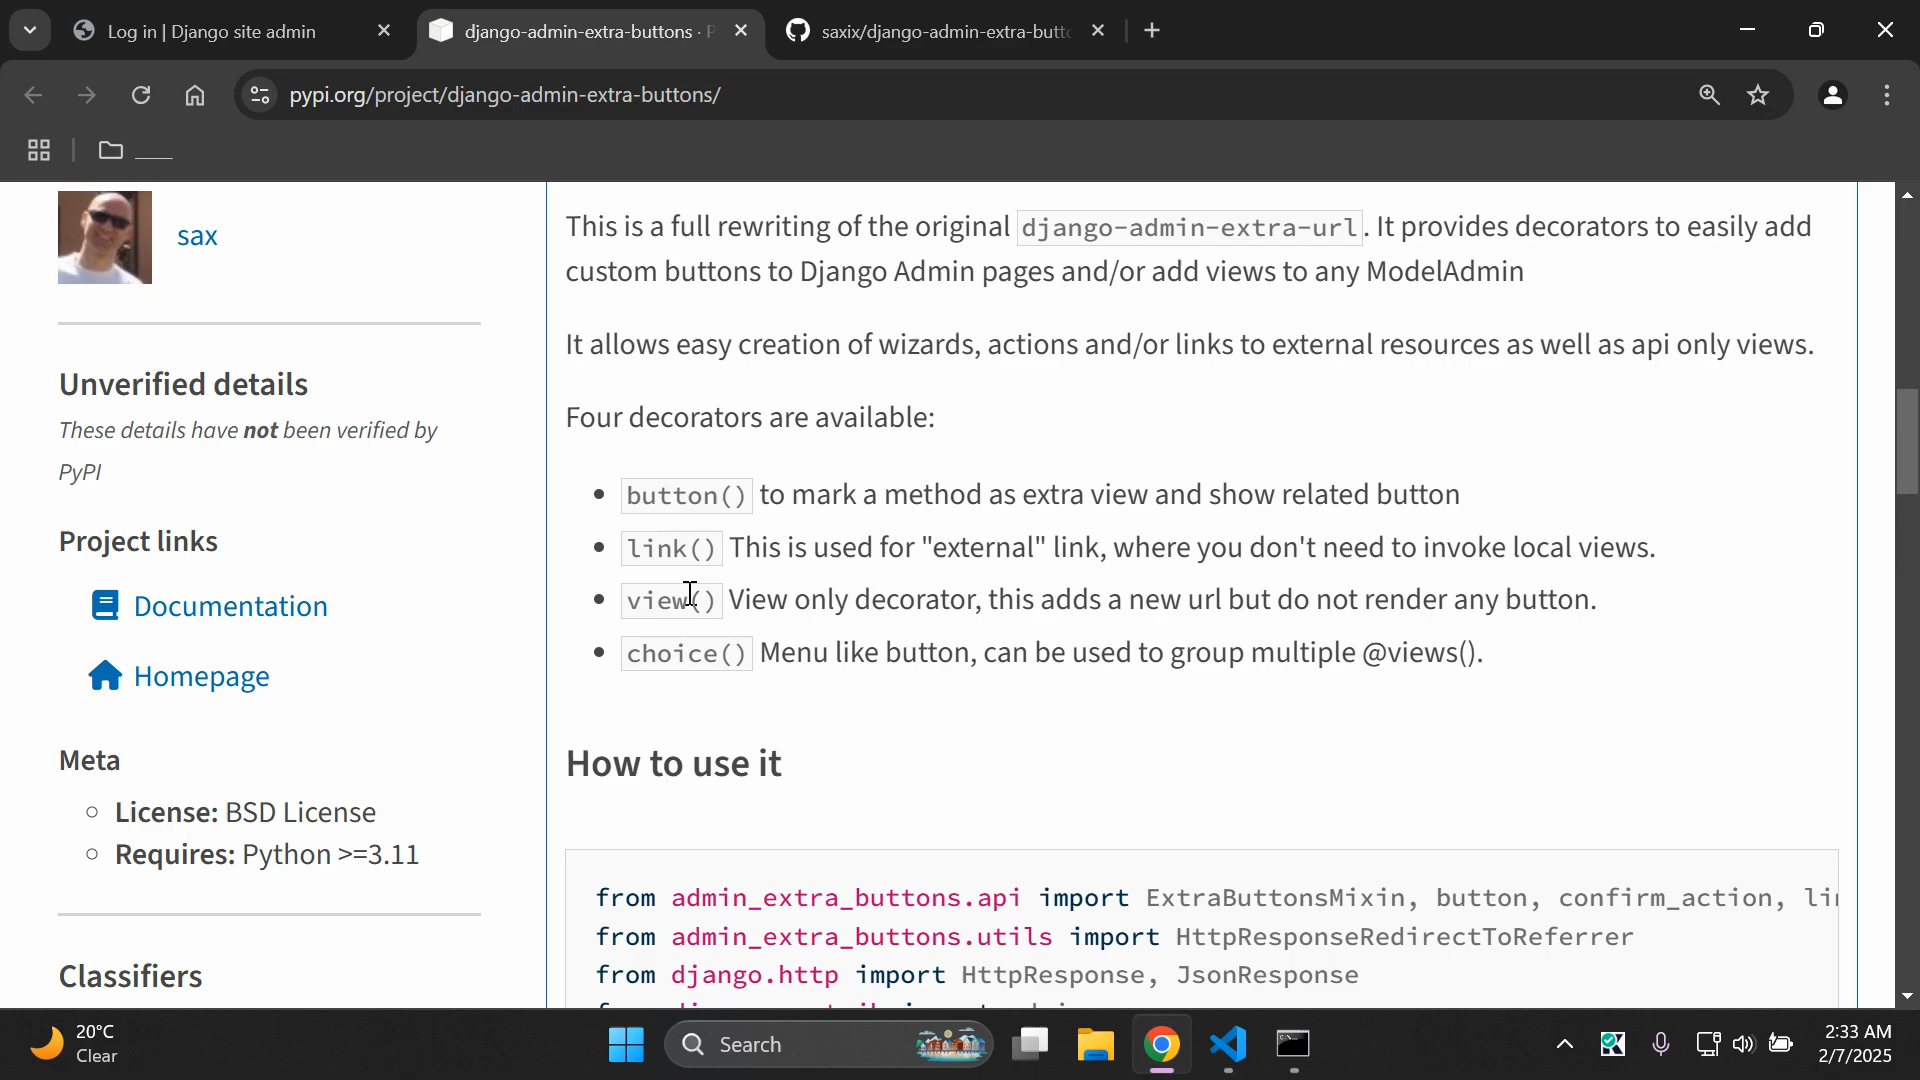 Log in | Django site admin
django-admin-extra-buttons · P
saxix/django-admin-extra-butto
pypi.org/project/django-admin-extra-buttons/
____
sax
Unverified details
These details have not been verified by
PyPI
Project links
Documentation
Homepage
Meta
License: BSD License
Requires: Python >=3.11
Classifiers
This is a full rewriting of the original django-admin-extra-url. It provides decorators to easily add
custom buttons to Django Admin pages and/or add views to any ModelAdmin
It allows easy creation of wizards, actions and/or links to external resources as well as api only views.
Four decorators are available:
button() to mark a method as extra view and show related button
link() This is used for "external" link, where you don't need to invoke local views.
view() View only decorator, this adds a new url but do not render any button.
choice() Menu like button, can be used to group multiple @views().
How to use it
from admin_extra_buttons.api import ExtraButtonsMixin, button, confirm_action, lin
from admin_extra_buttons.utils import HttpResponseRedirectToReferrer
from django.http import HttpResponse, JsonResponse
20°C
Clear
Search
2:33 AM
2/7/2025